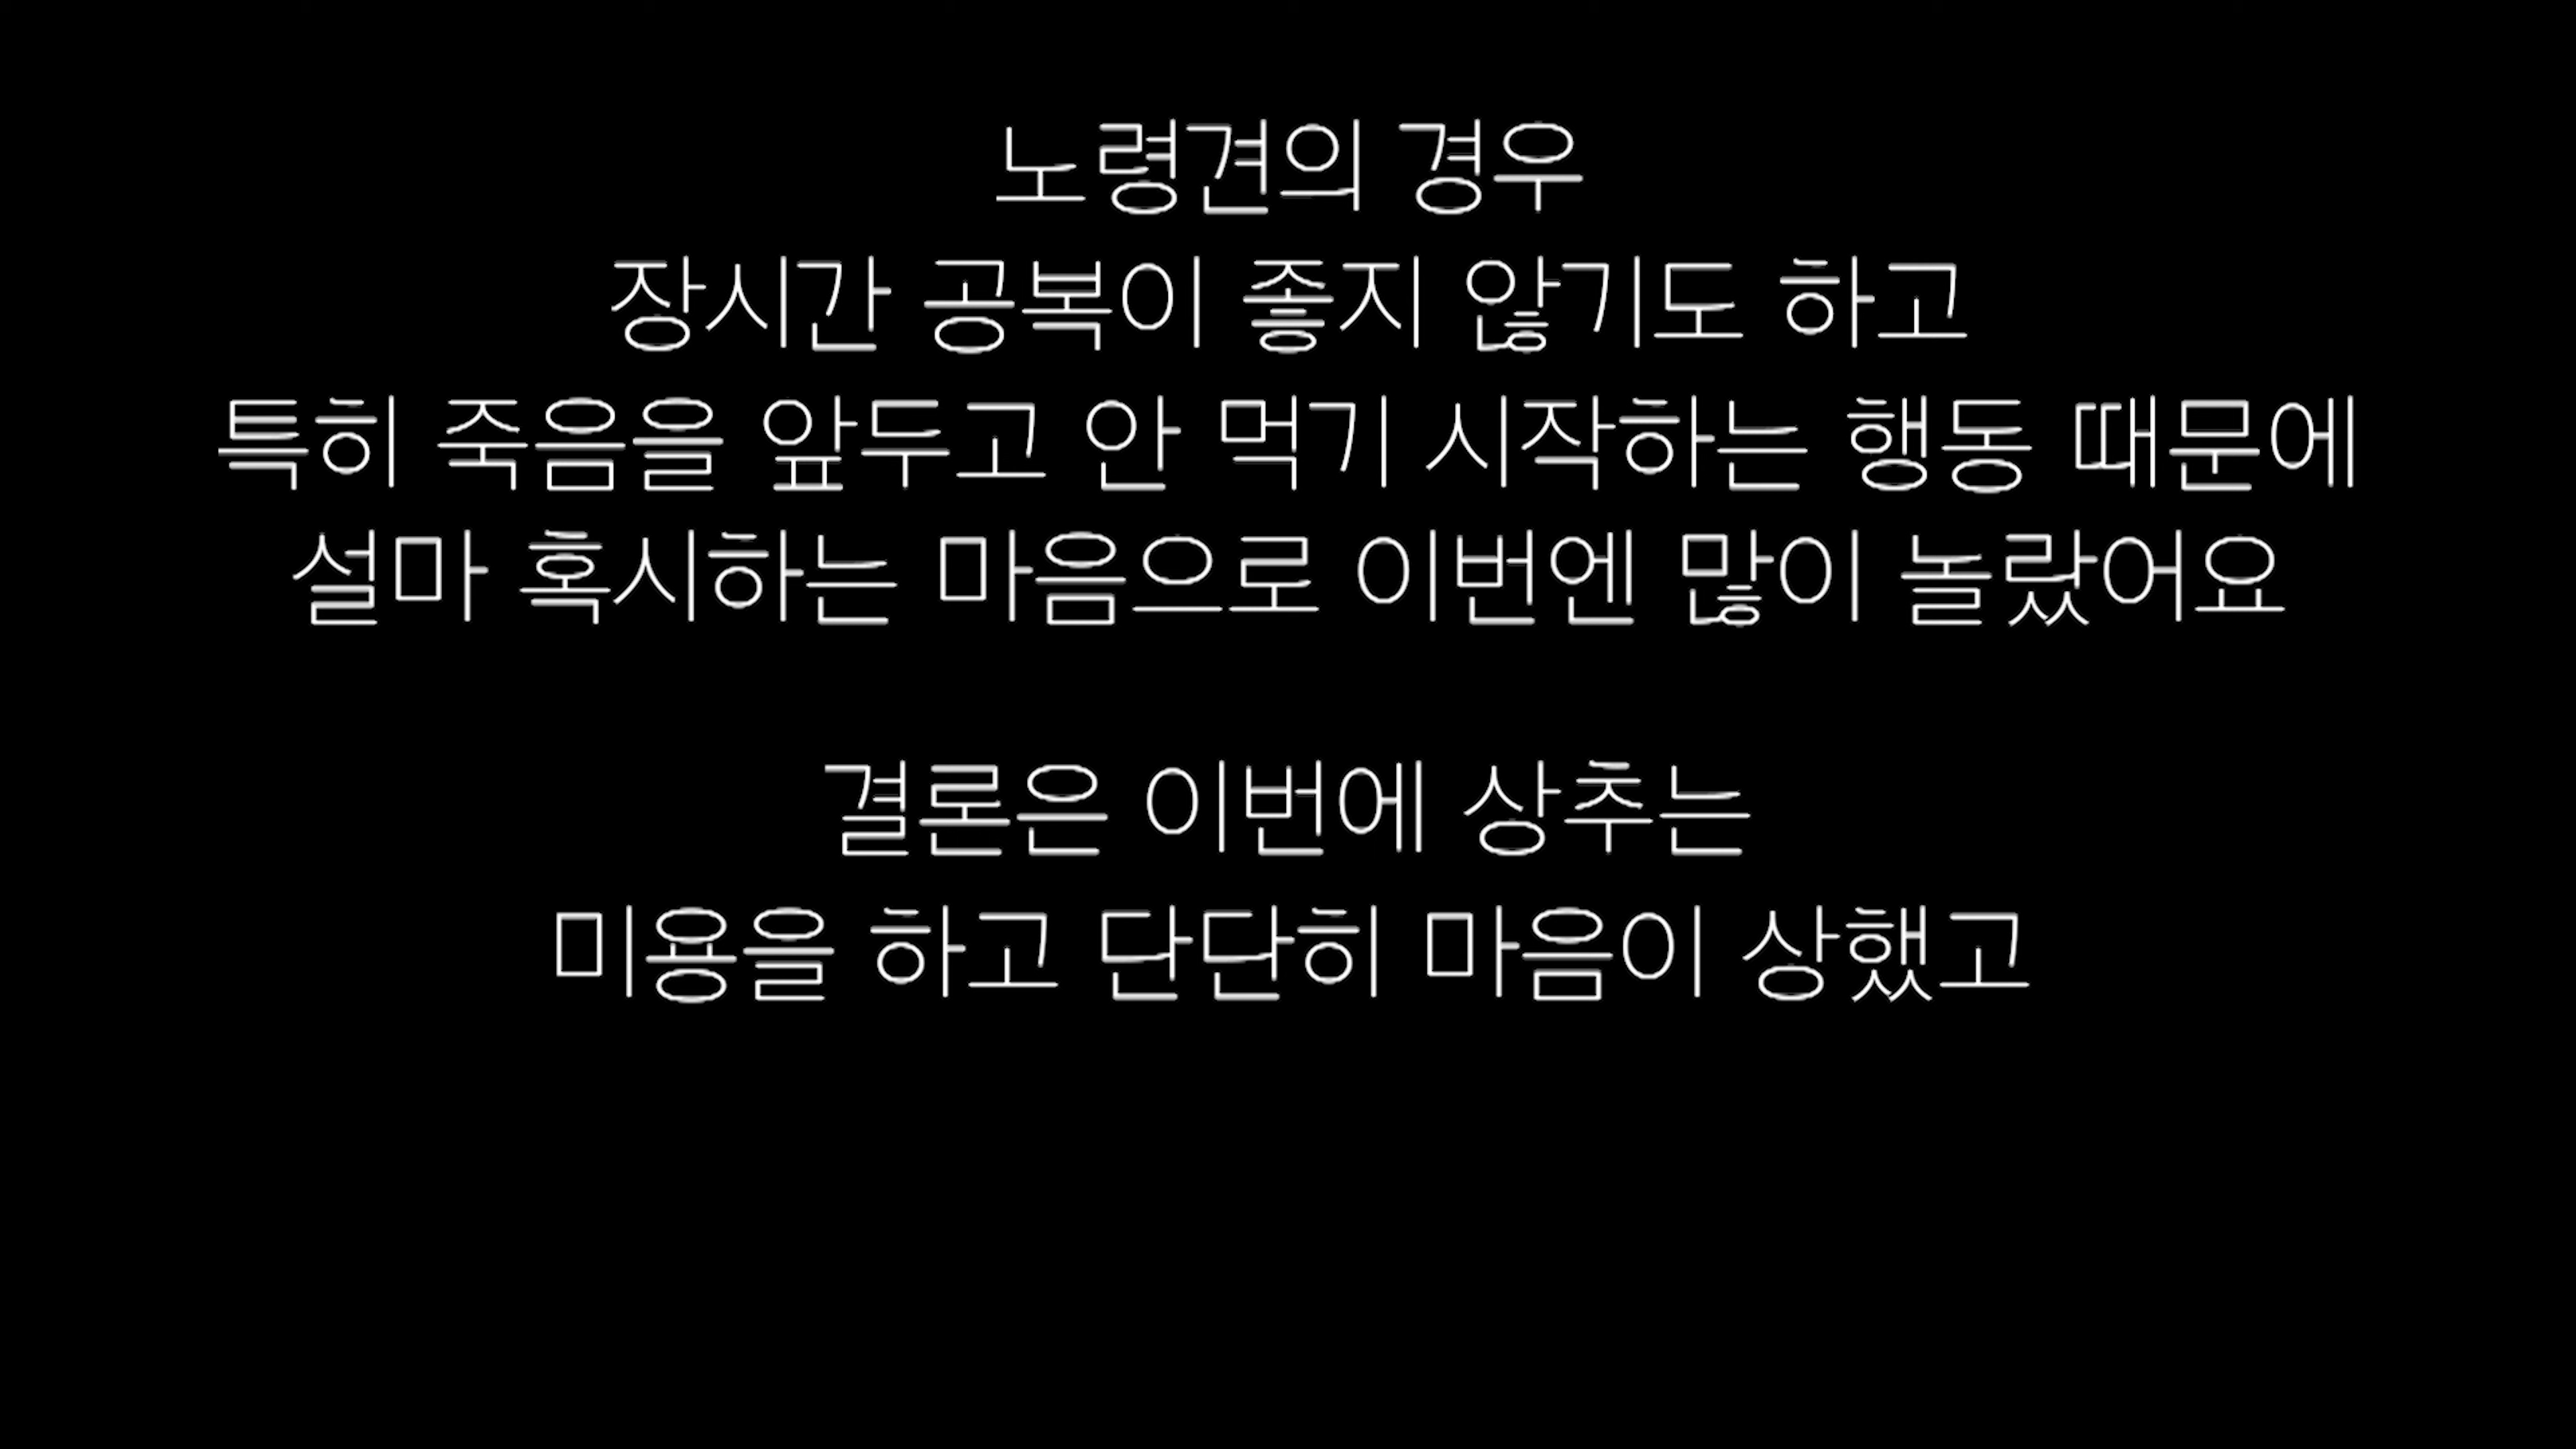 노령견의 경우
장시간 공복이 좋지 않기도 하고
특히 죽음을 앞두고 안 먹기 시작하는 행동 때문에
설마 혹시하는 마음으로 이번엔 많이 놀랐어요
결론은 이번에 상추는
미용을 하고 단단히 마음이 상했고